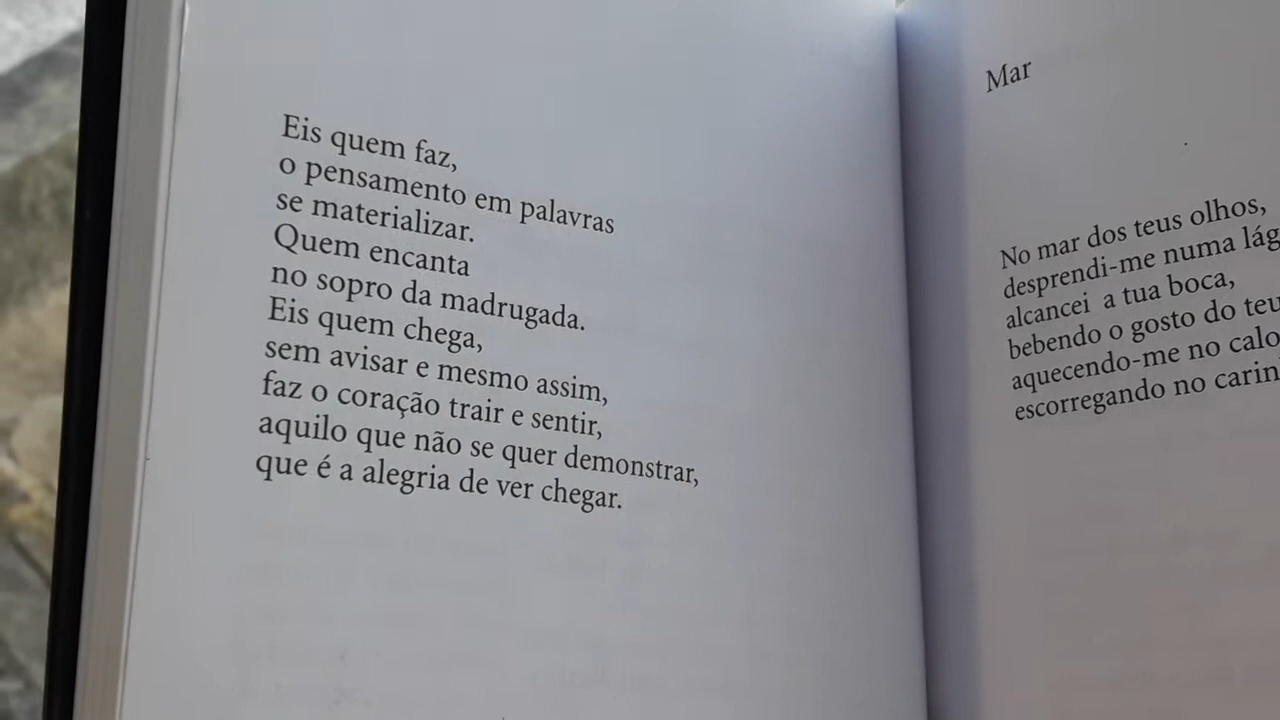 Eis quem faz,
o pensamento em palavras
se materializar.
Quem encanta
no sopro da madrugada.
Eis quem chega,
sem avisar e mesmo assim,
faz o coração trair e sentir,
aquilo que não se quer demonstrar,
que é a alegria de ver chegar.
Mar
No mar dos teus olhos,
desprendi-me numa
alcancei a tua boca,
bebendo o gosto do teu
aquecendo-me no
escorregando no